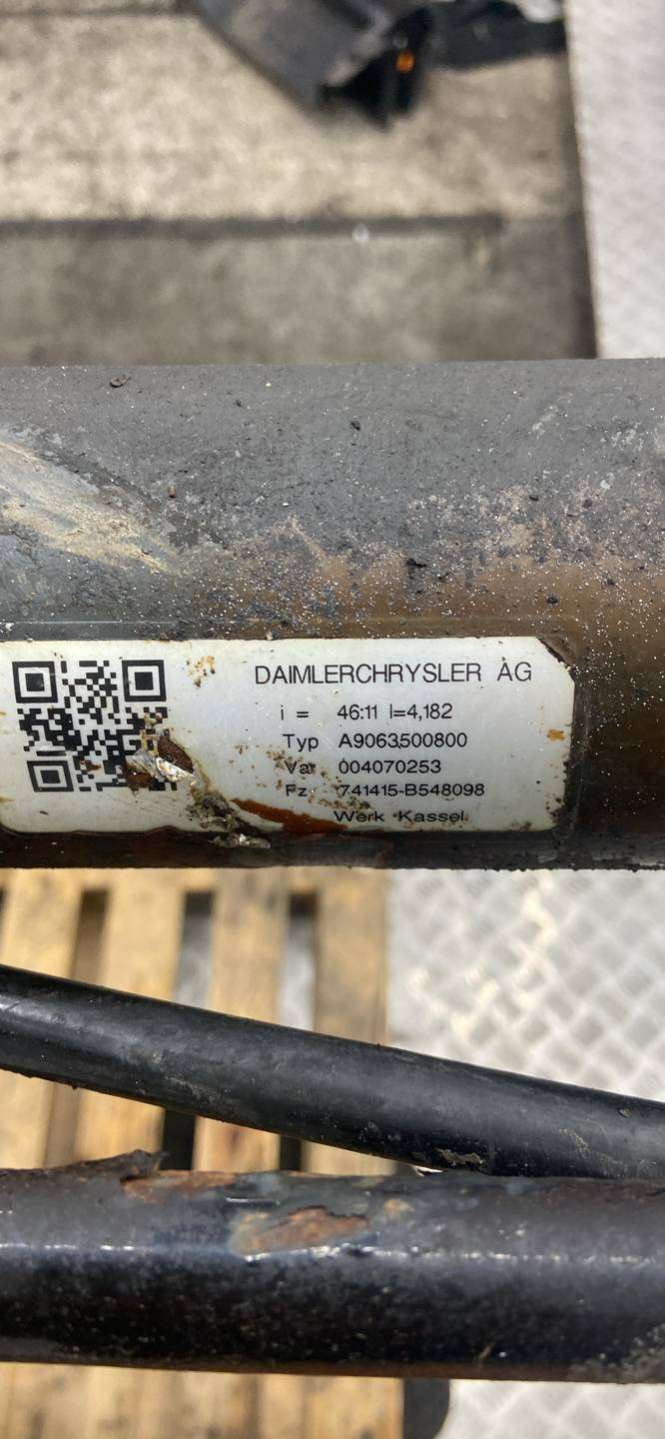 DAIMLERCHRYSLER AG
i = 46:11 I=4,182
Typ A9063500800
Var 004070253
Fz. 741415-B548098
Werk Kassel